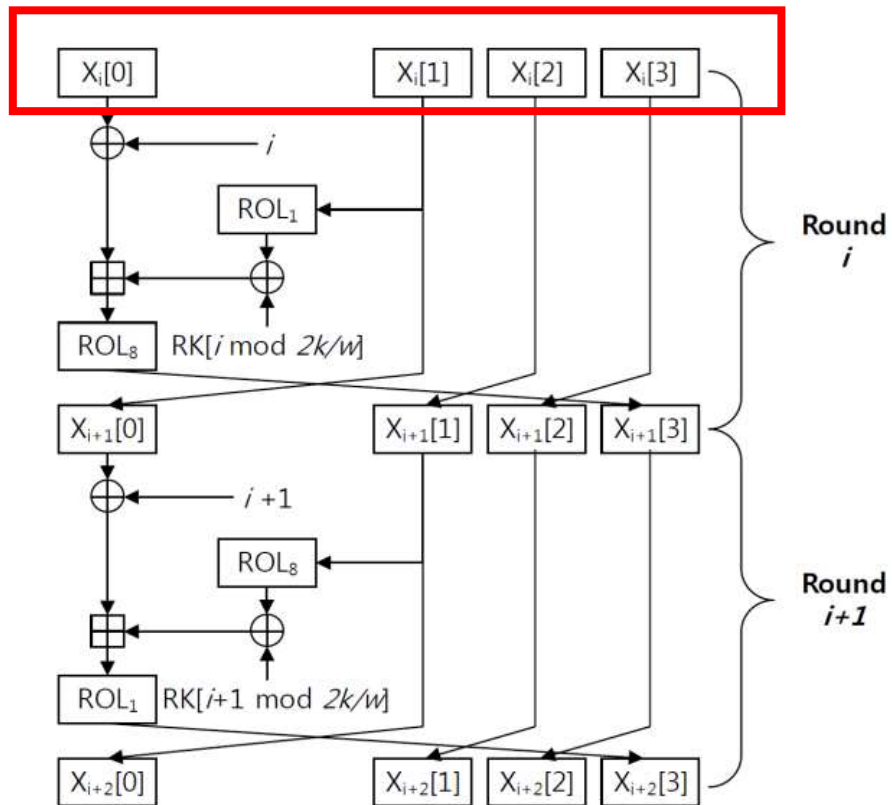 Xᵢ[0] Xᵢ[1] Xᵢ[2] Xᵢ[3]
i
ROL₁
Round
i
ROL₈ RK[i mod 2k/w]
Xᵢ₊₁[0] Xᵢ₊₁[1] Xᵢ₊₁[2] Xᵢ₊₁[3]
i +1
ROL₈
Round
i+1
ROL₁ RK[i+1 mod 2k/w]
Xᵢ₊₂[0] Xᵢ₊₂[1] Xᵢ₊₂[2] Xᵢ₊₂[3]